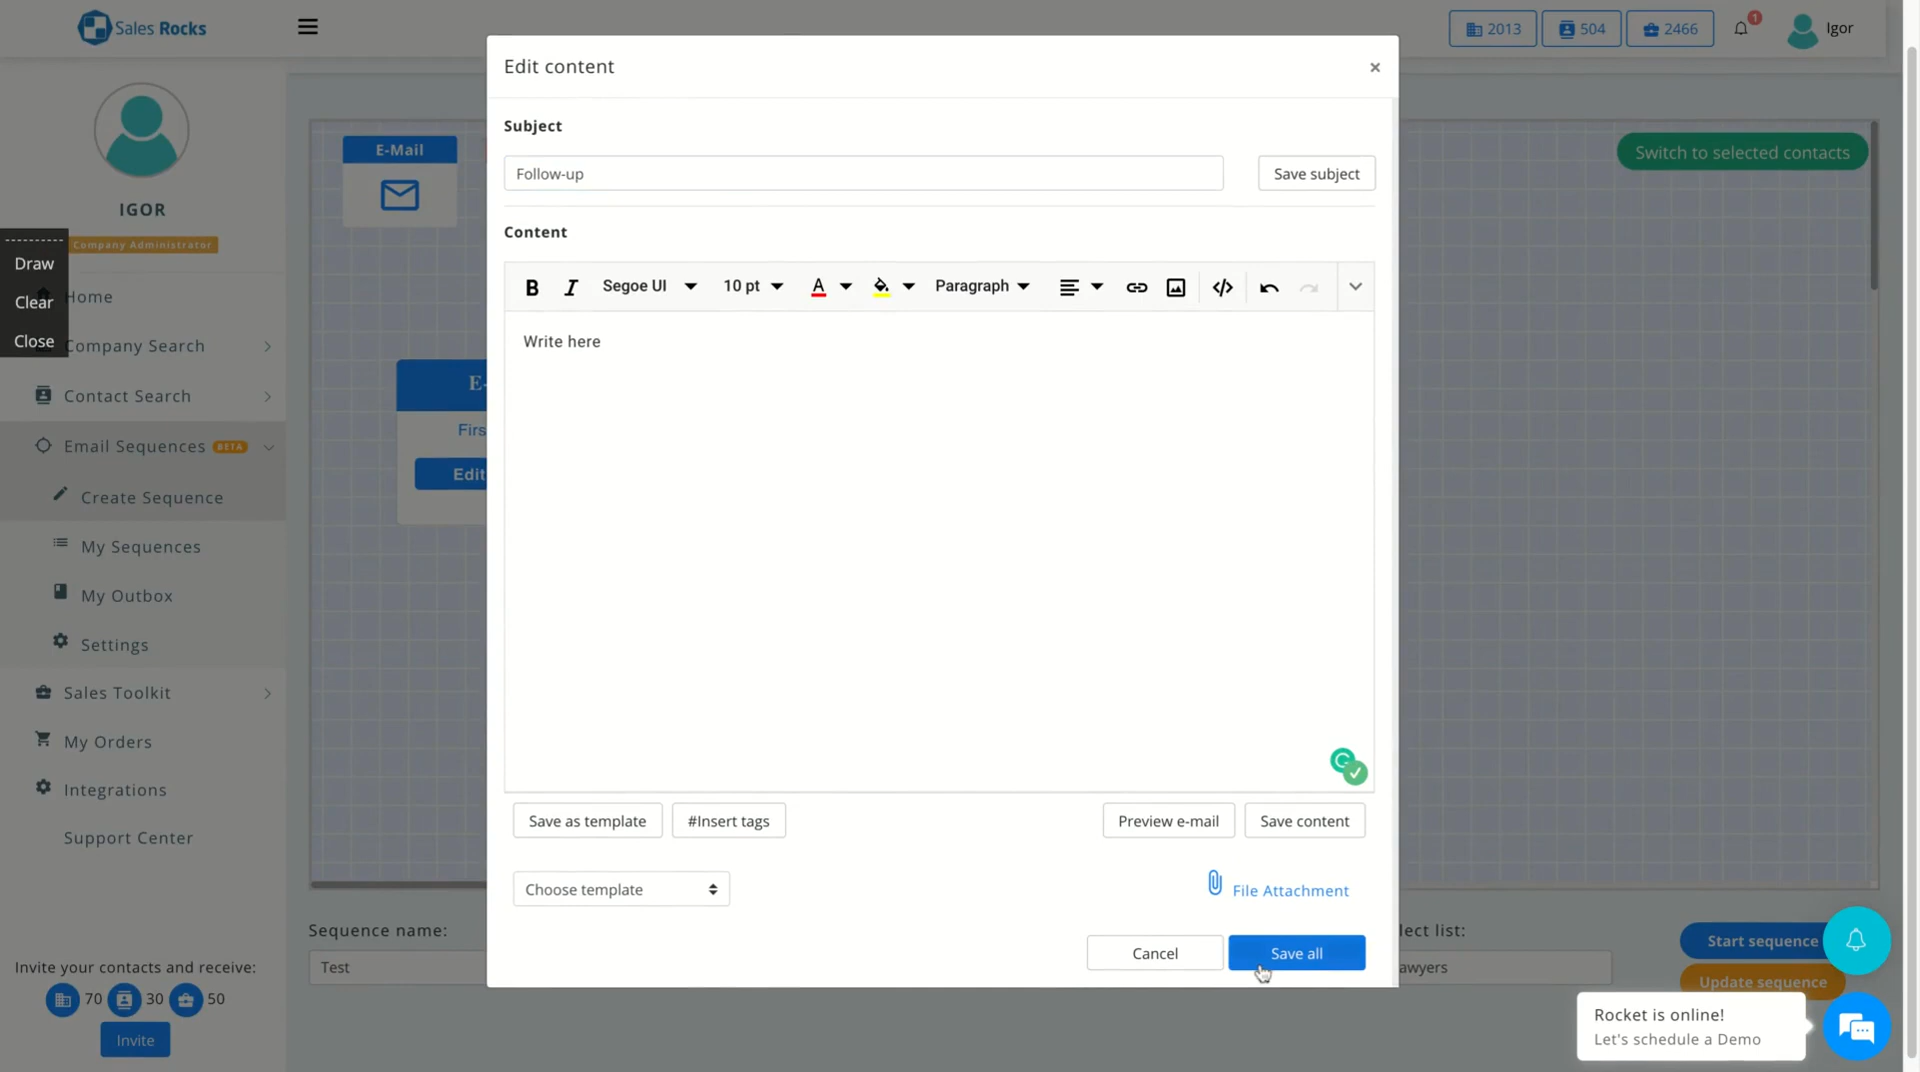 Sales Rocks
2013
504
2466
1
Igor
Edit content
×
Subject
E-Mail
Follow-up
Save subject
Switch to selected contacts
IGOR
Company Administrator
Content
Draw
Clear
Close
B I Segoe UI 10 pt A Paragraph
Write here
Home
Company Search
Contact Search
Email Sequences BETA
Create Sequence
My Sequences
My Outbox
Settings
Sales Toolkit
My Orders
Integrations
Support Center
E-
Firs
Edit
Save as template
#Insert tags
Preview e-mail
Save content
Choose template
File Attachment
Cancel
Save all
Sequence name:
Test
lect list:
awyers
Start sequence
Update sequence
Invite your contacts and receive:
70
30
50
Invite
Rocket is online!
Let's schedule a Demo